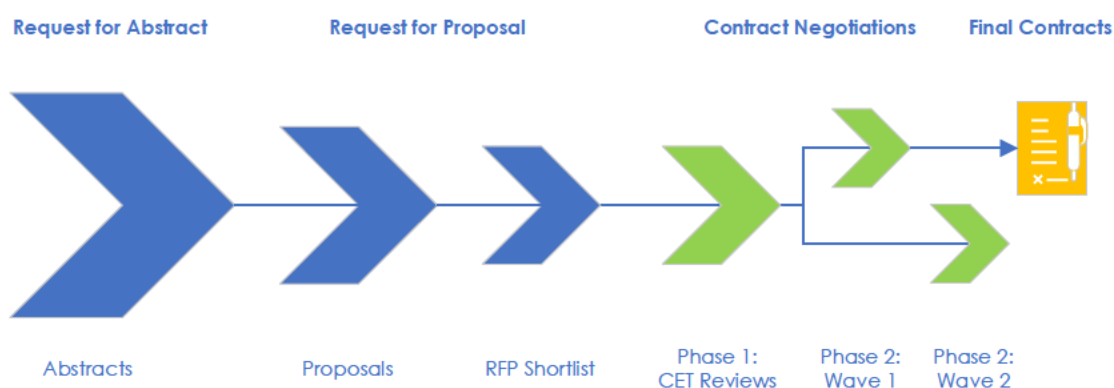 Request for Abstract
Request for Proposal
Contract Negotiations
Final Contracts
Abstracts
Proposals
RFP Shortlist
Phase 1:
CET Reviews
Phase 2:
Wave 1
Phase 2:
Wave 2